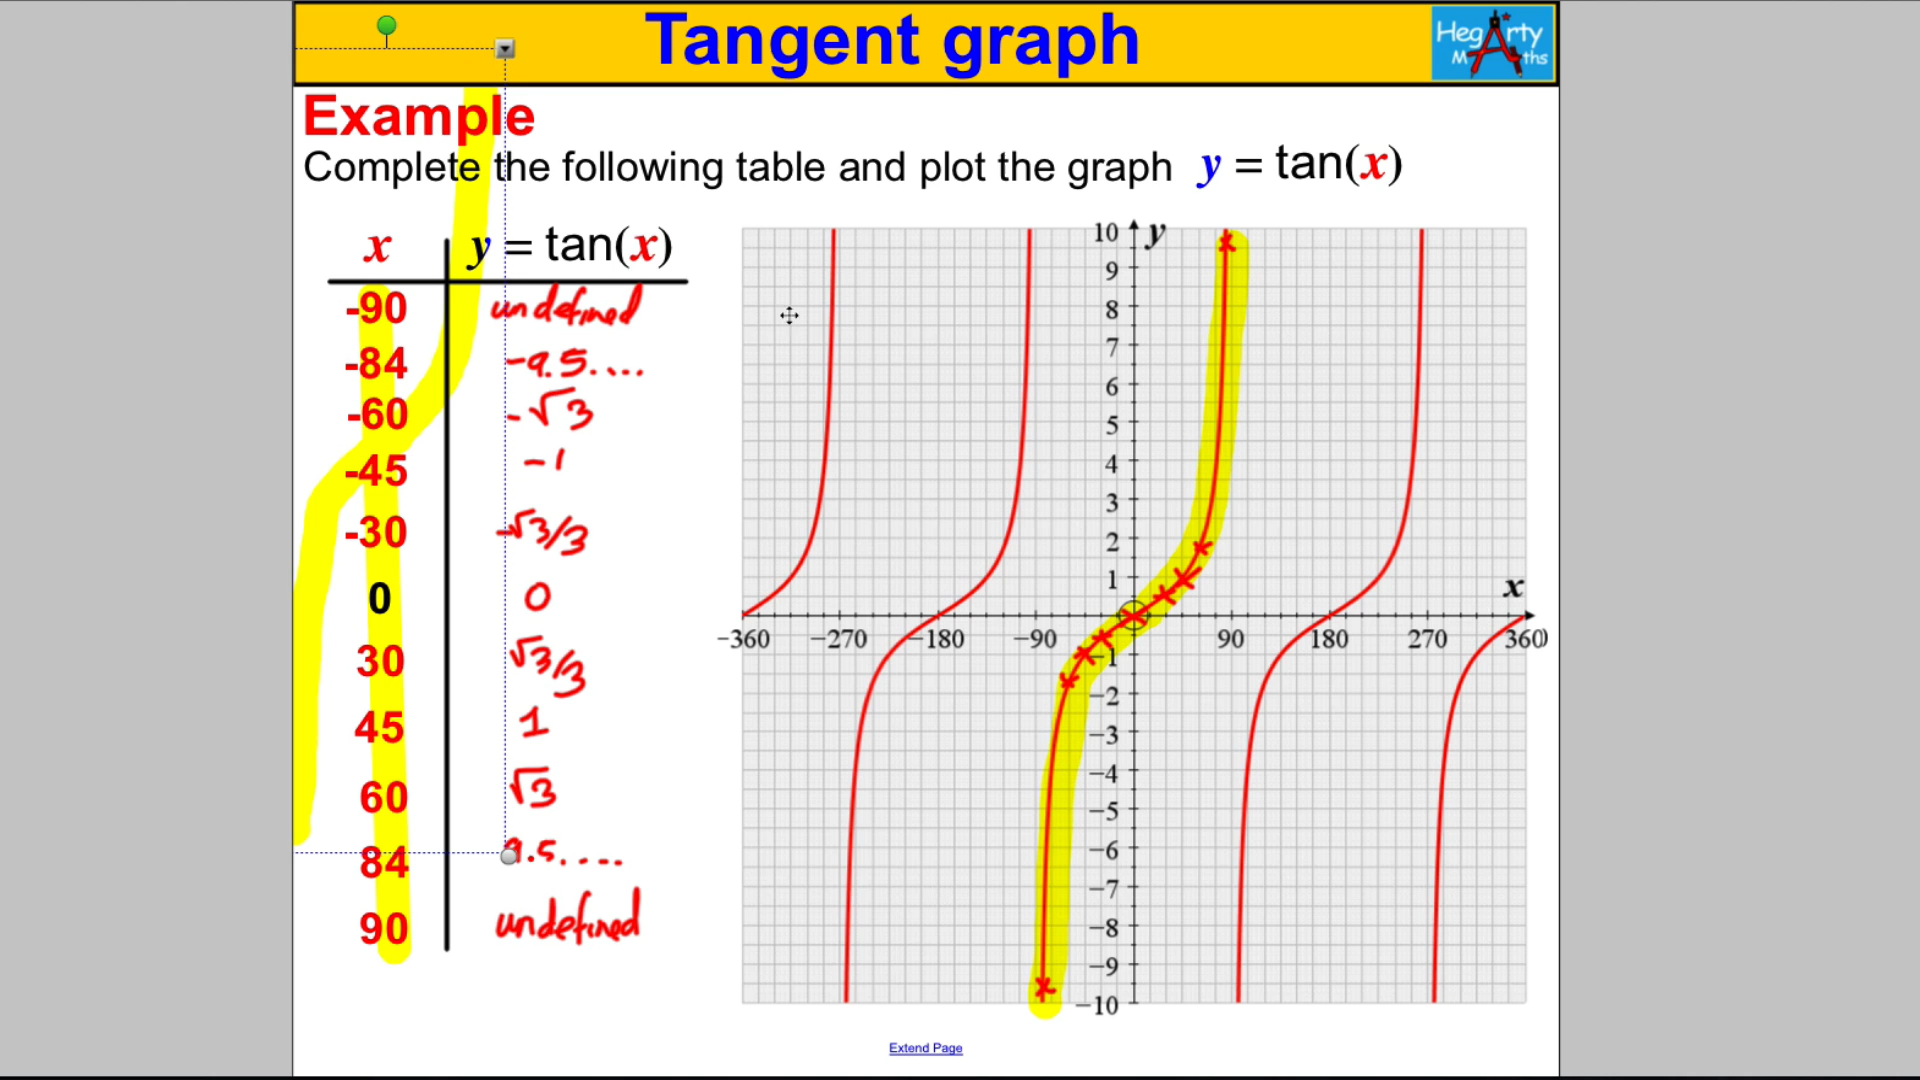 Tangent graph
HegArty
Maths
Example
Complete the following table and plot the graph y = tan(x)
x y = tan(x)
-90 undefined
-84 -9.5....
-60 -√3
-45 -1
-30 -√3/3
0 0
30 √3/3
45 1
60 √3
84 9.5....
90 undefined
y
10
9
8
7
6
5
4
3
2
1
x
−360 −270 −180 −90 90 180 270 360
−1
−2
−3
−4
−5
−6
−7
−8
−9
−10
Extend Page